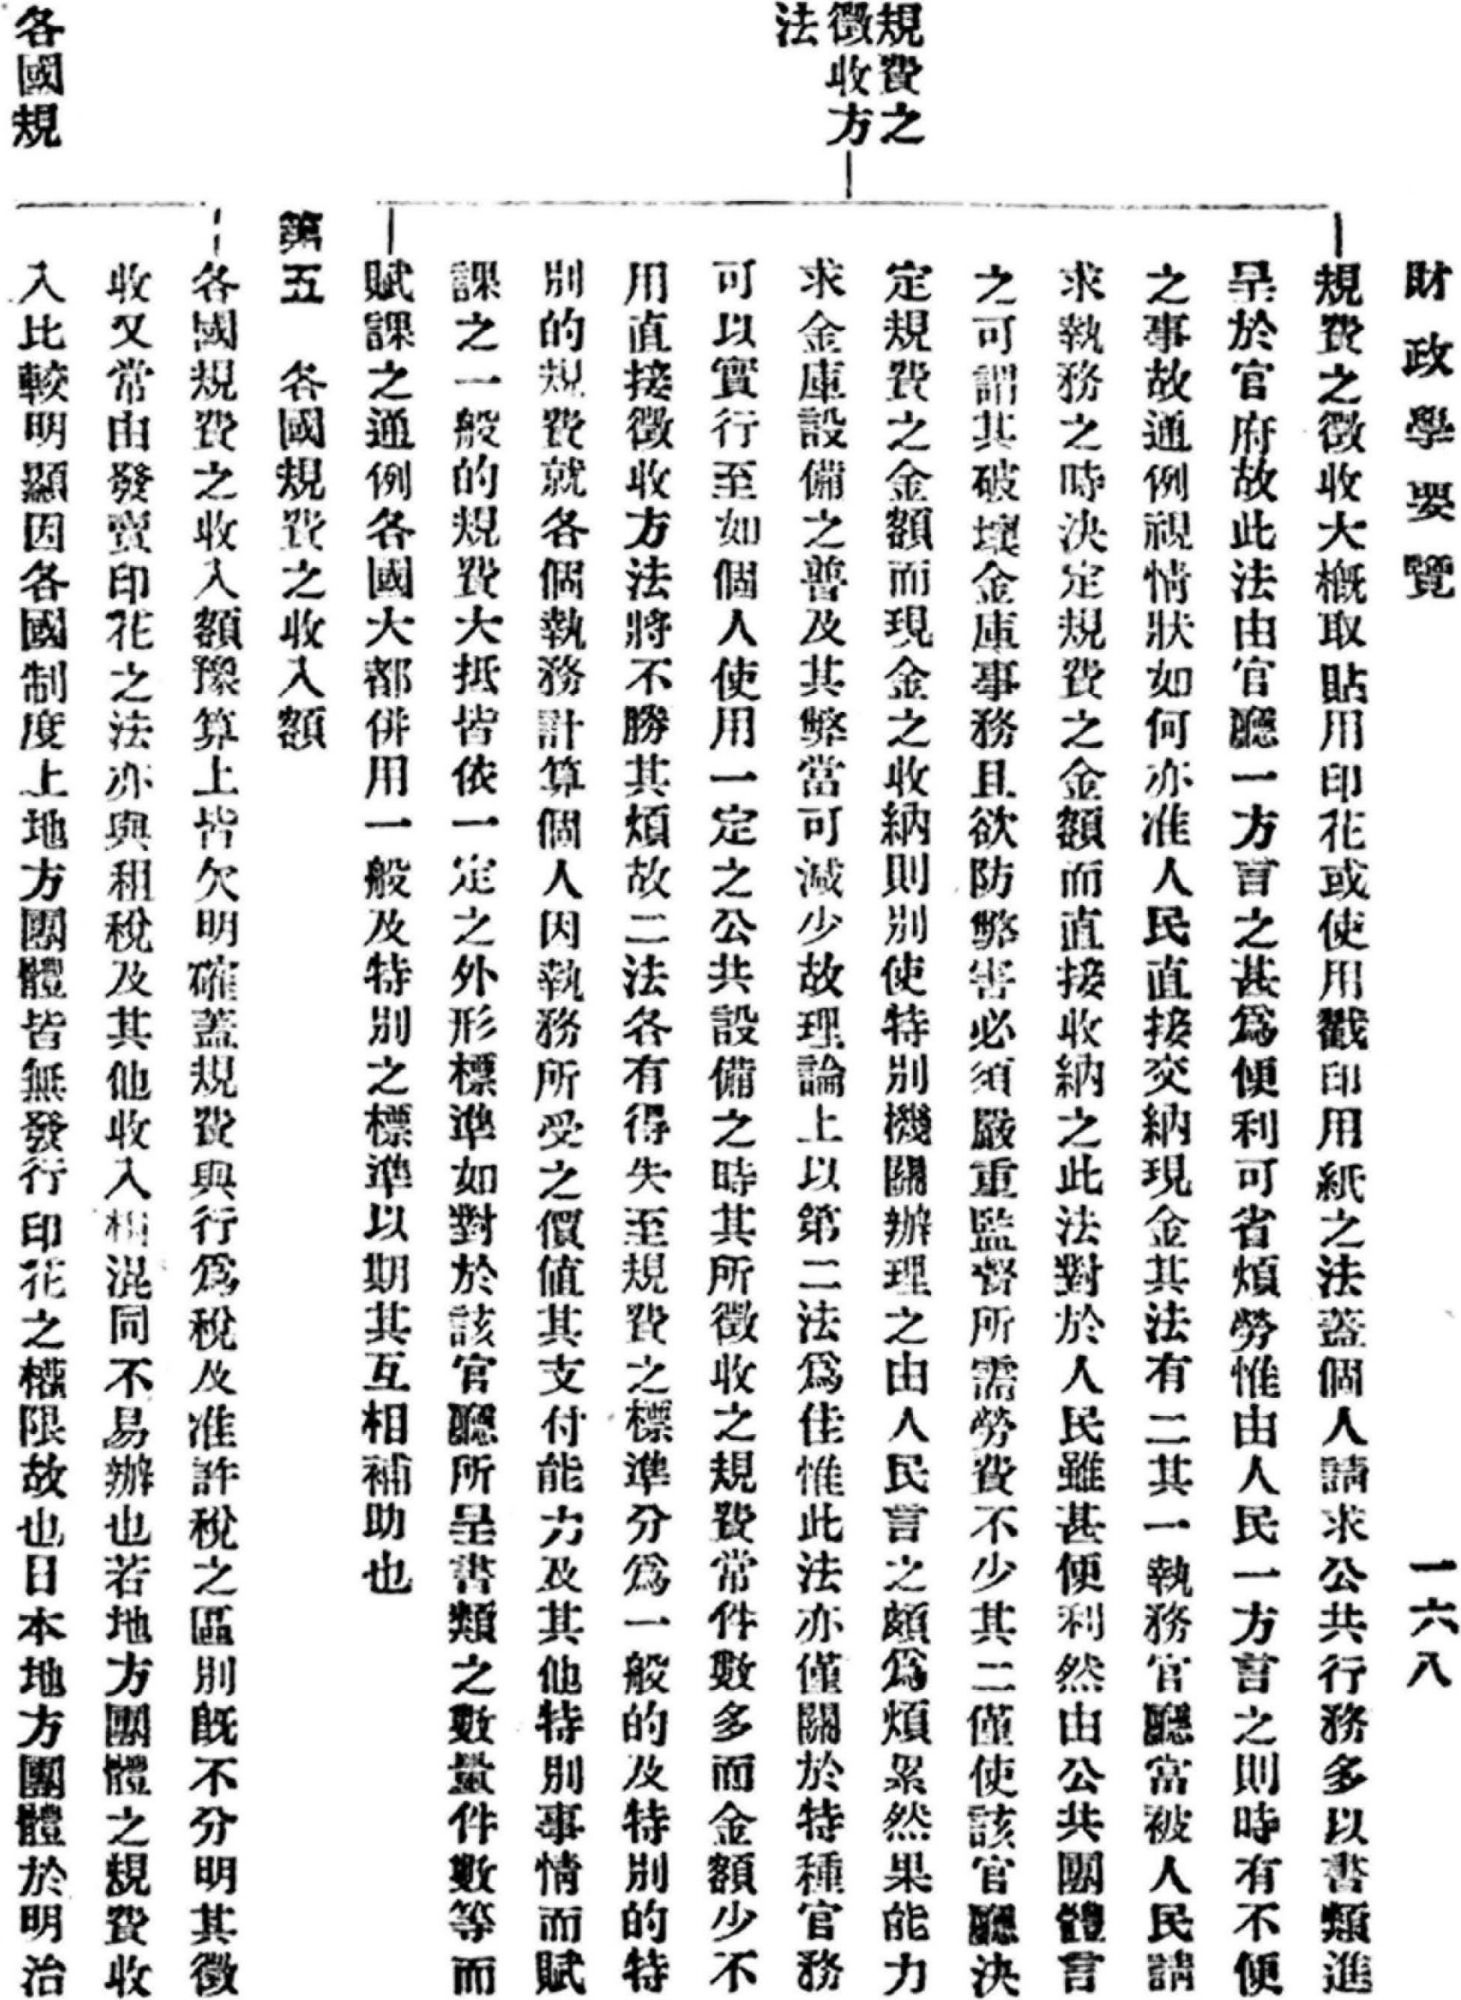 財政學要覽
一六八
規費之
徵收方
法
規費之徵收大槪取貼用印花或使用戳印用紙之法蓋個人請求公共行務多以書類進
呈於官府故此法由官廳一方言之甚爲便利可省煩勞惟由人民一方言之則時有不便
之事故通例視情狀如何亦准人民直接交納現金其法有二其一執務官廳當被人民請
求執務之時決定規費之金額而直接收納之此法對於人民雖甚便利然由公共團體言
之可謂其破壞金庫事務且欲防弊害必須嚴重監督所需勞費不少其二僅使該官廳決
定規費之金額而現金之收納則別使特別機關辦理之由人民言之頗爲煩累然果能力
求金庫設備之普及其弊當可減少故理論上以第二法爲佳惟此法亦僅關於特種官務
可以實行至如個人使用一定之公共設備之時其所徵收之規費常件數多而金額少不
用直接徵收方法將不勝其煩故二法各有得失至規費之標準分爲一般的及特別的特
別的規費就各個執務計算個人因執務所受之價值其支付能力及其他特別事情而賦
課之一般的規費大抵皆依一定之外形標準如對於該官廳所呈書類之數量件數等而
賦課之通例各國大都併用一般及特別之標準以期其互相補助也
第五　各國規費之收入額
各國規
各國規費之收入額豫算上皆欠明確蓋規費與行爲稅及准許稅之區別旣不分明其徵
收又常由發賣印花之法亦與租稅及其他收入相混同不易辦也若地方團體之規費收
入比較明顯因各國制度上地方團體皆無發行印花之權限故也日本地方團體於明治